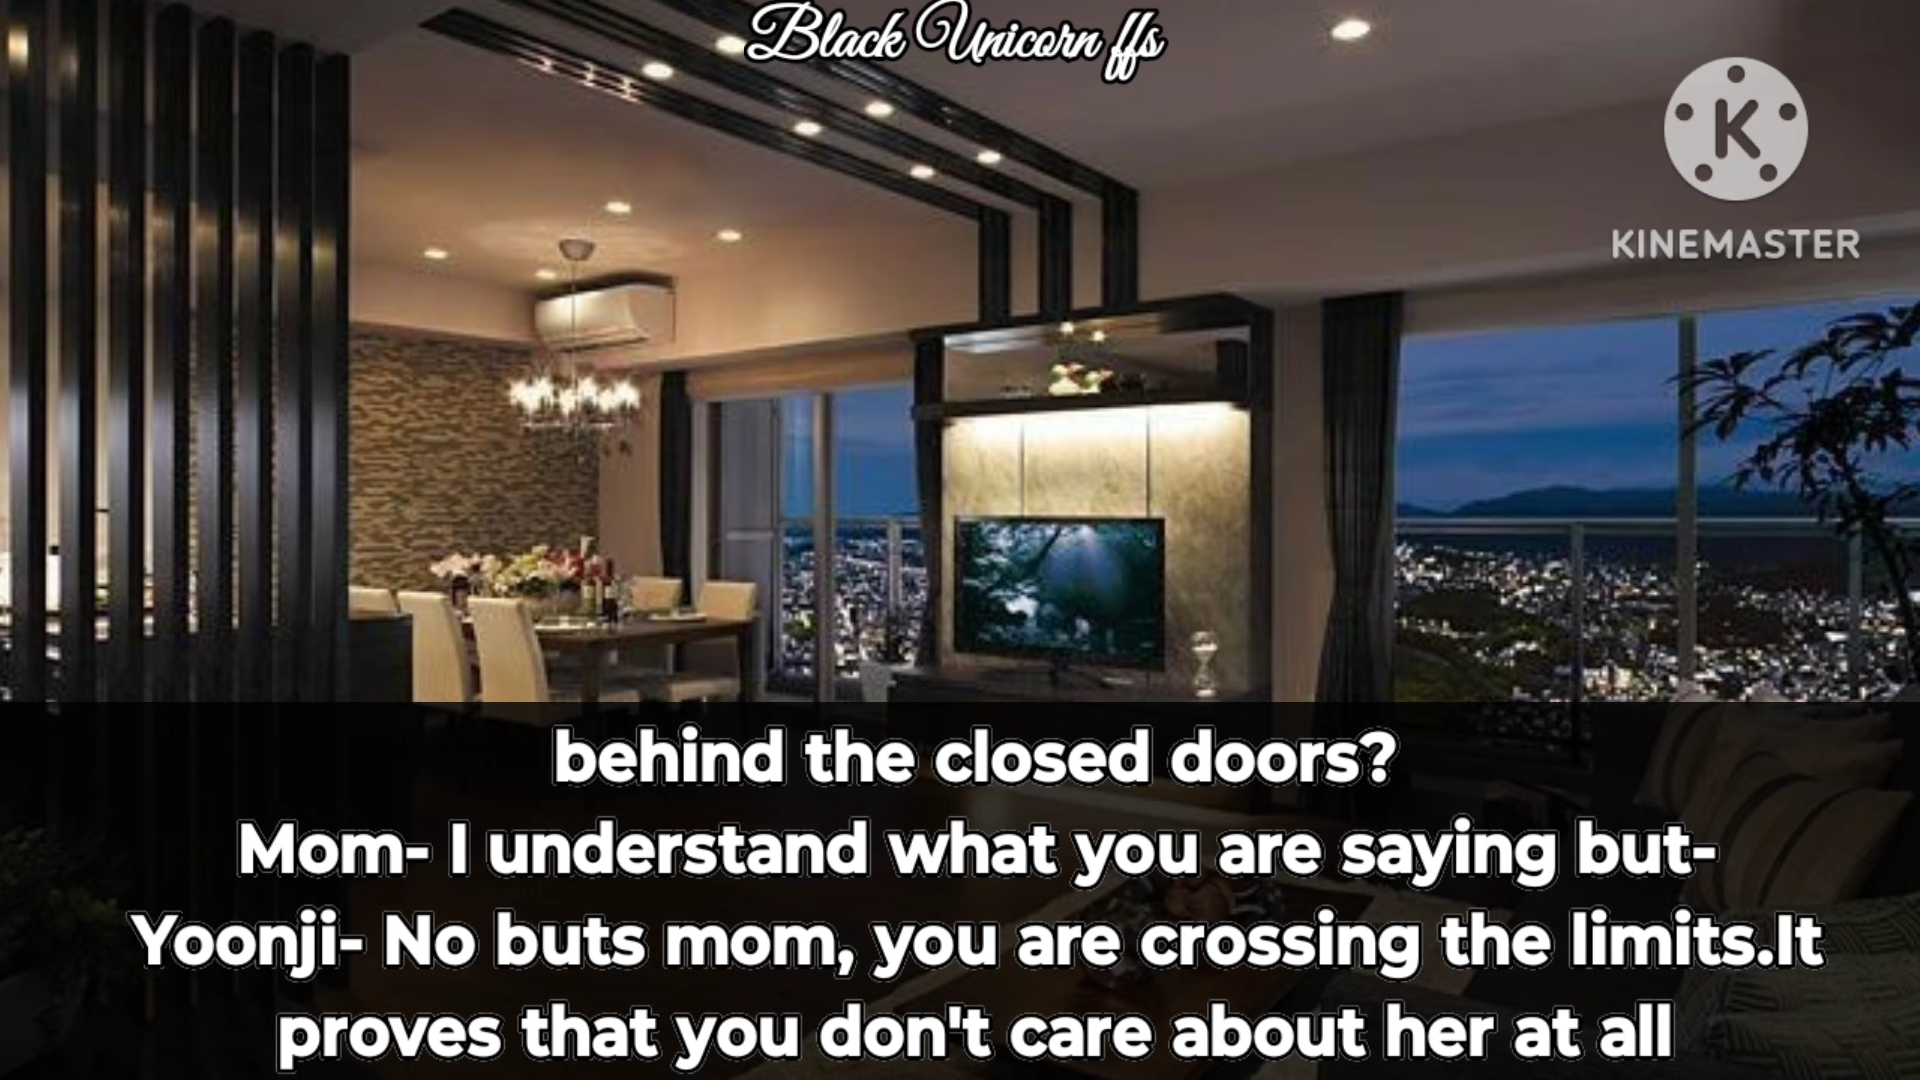 Black Unicorn ffs
K
KINEMASTER
behind the closed doors?
Mom- I understand what you are saying but-
Yoonji- No buts mom, you are crossing the limits.It
proves that you don't care about her at all